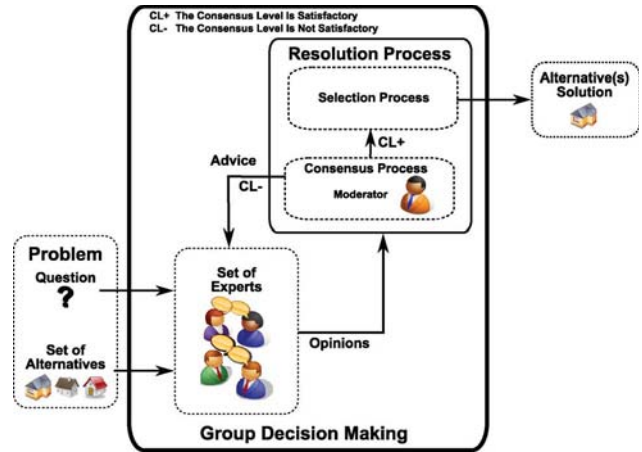 CL+ The Consensus Level Is Satisfactory
CL- The Consensus Level Is Not Satisfactory
Resolution Process
Selection Process
Alternative(s)
Solution
CL+
Advice
CL-
Consensus Process
Moderator
Problem
Question
?
Set of
Alternatives
Set of
Experts
Opinions
Group Decision Making